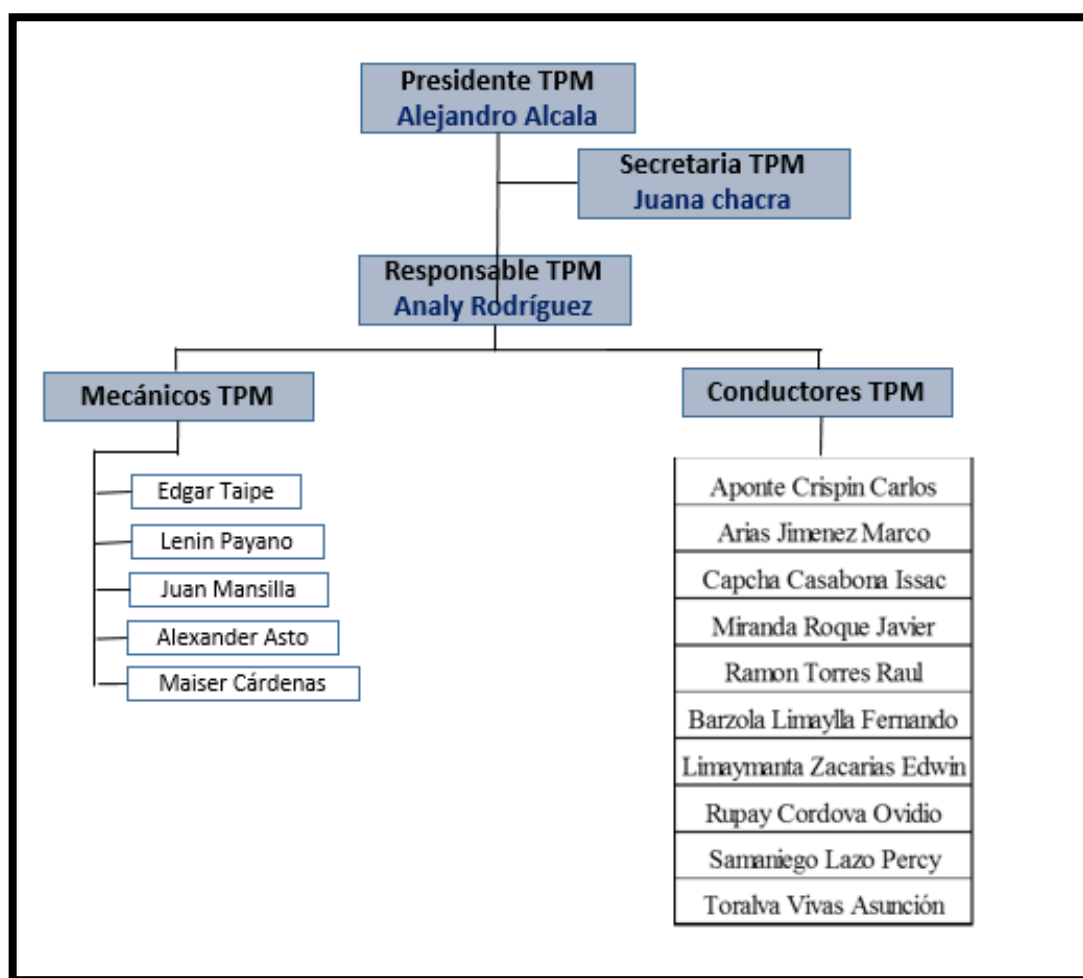 Presidente TPM
Alejandro Alcala
Secretaria TPM
Juana chacra
Responsable TPM
Analy Rodríguez
Mecánicos TPM
Edgar Taipe
Lenin Payano
Juan Mansilla
Alexander Asto
Maiser Cárdenas
Conductores TPM
Aponte Crispin Carlos
Arias Jimenez Marco
Capcha Casabona Issac
Miranda Roque Javier
Ramon Torres Raul
Barzola Limaylla Fernando
Limaymanta Zacarias Edwin
Rupay Cordova Ovidio
Samaniego Lazo Percy
Toralva Vivas Asunción